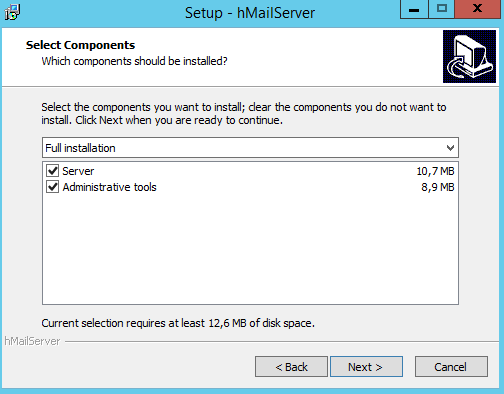 Setup - hMailServer
Select Components
Which components should be installed?
Select the components you want to install; clear the components you do not want to
install. Click Next when you are ready to continue.
Full installation
Server 10,7 MB
Administrative tools 8,9 MB
Current selection requires at least 12,6 MB of disk space.
hMailServer
< Back Next > Cancel